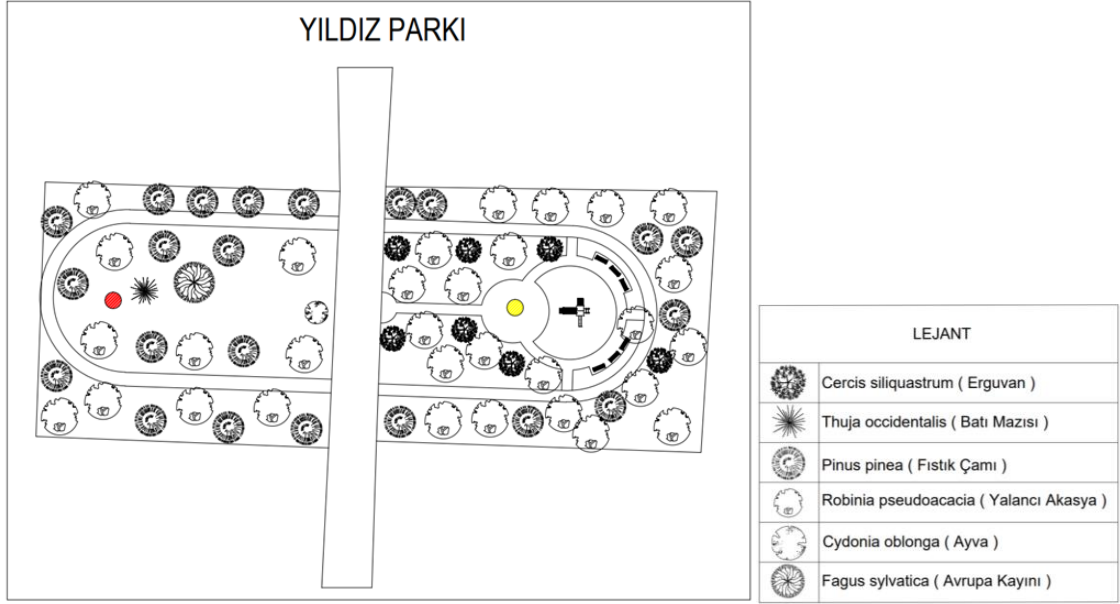 YILDIZ PARKI
LEJANT
Cercis siliquastrum ( Erguvan )
Thuja occidentalis ( Batı Mazısı )
Pinus pinea ( Fıstık Çamı )
Robinia pseudoacacia ( Yalancı Akasya )
Cydonia oblonga ( Ayva )
Fagus sylvatica ( Avrupa Kayını )